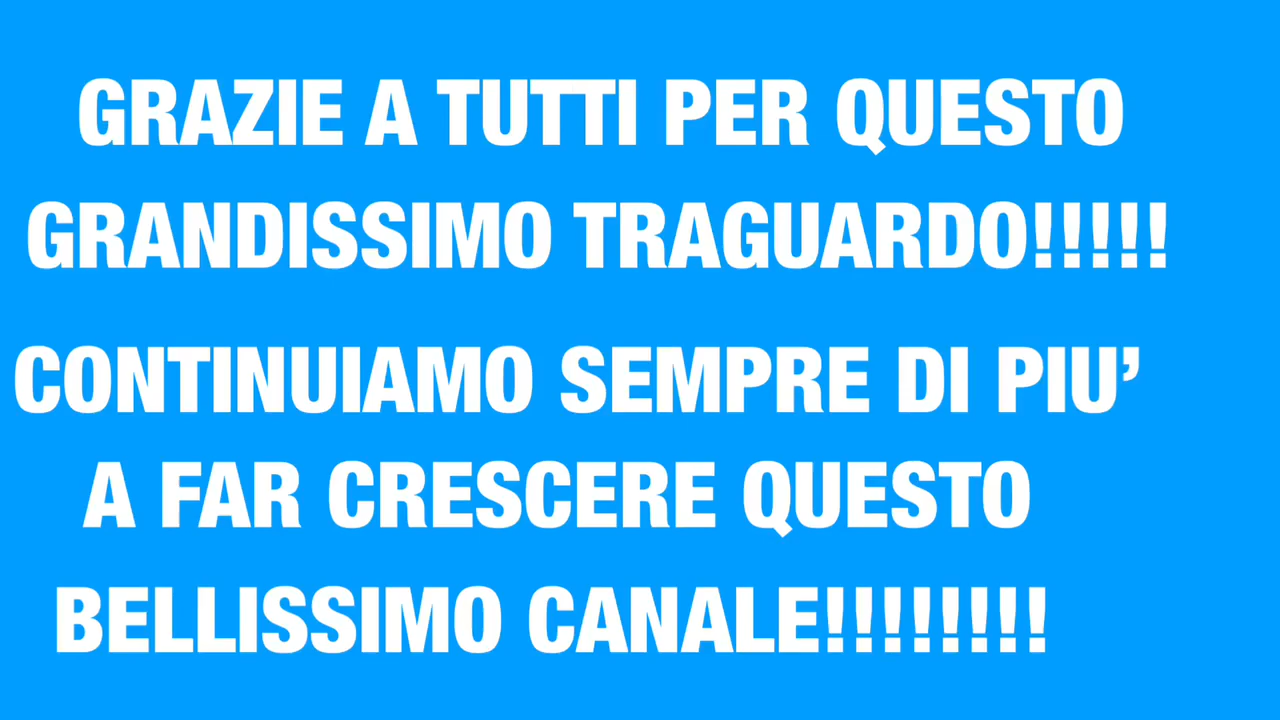 GRAZIE A TUTTI PER QUESTO
GRANDISSIMO TRAGUARDO!!!!!
CONTINUIAMO SEMPRE DI PIU’
A FAR CRESCERE QUESTO
BELLISSIMO CANALE!!!!!!!!